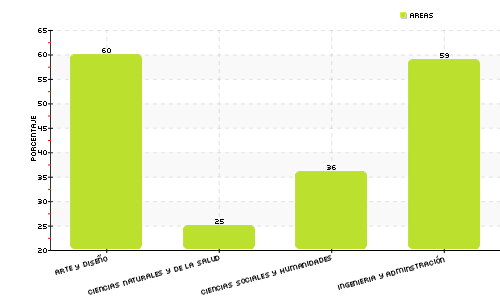 AREAS
65
60
55
50
45
40
35
30
25
20
PORCENTAJE
60
25
36
59
ARTE Y DISEÑO
CIENCIAS NATURALES Y DE LA SALUD
CIENCIAS SOCIALES Y HUMANIDADES
INGENIERIA Y ADMINSTRACIÓN